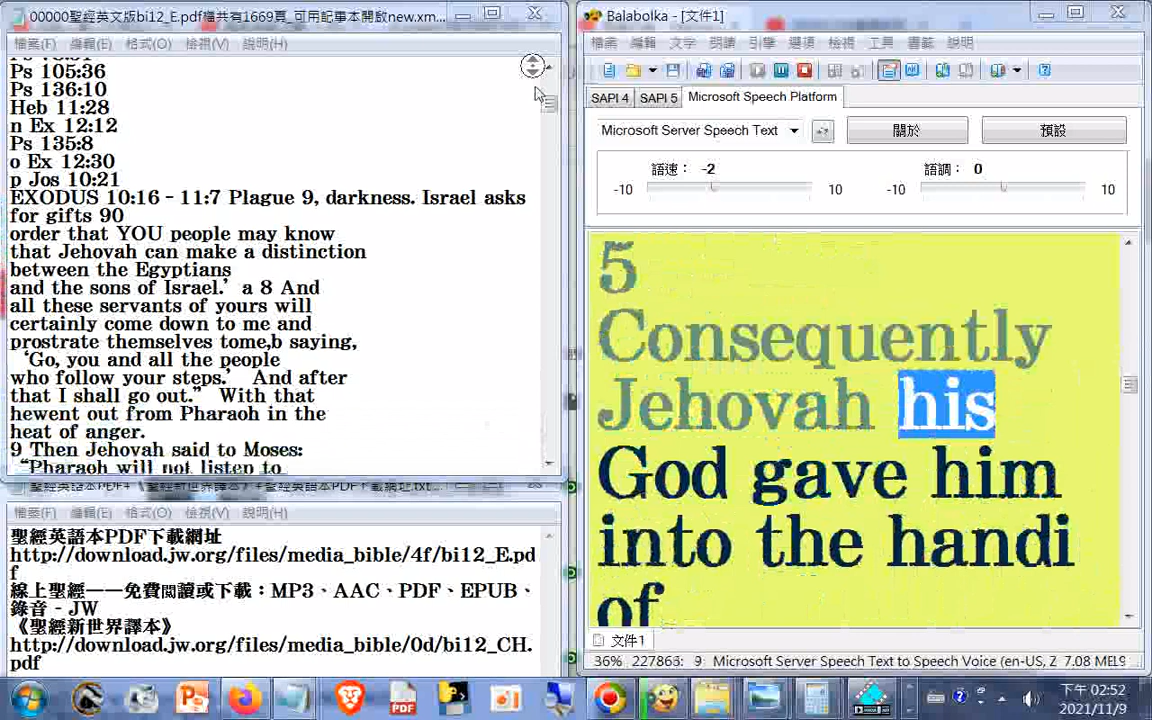 00000聖經英文版bi12_E.pdf檔共有1669頁_可用記事本開啟new.xm...
檔案(F) 編輯(E) 格式(O) 檢視(V) 說明(H)
Ps 105:36
Ps 136:10
Heb 11:28
n Ex 12:12
Ps 135:8
o Ex 12:30
p Jos 10:21
EXODUS 10:16 - 11:7 Plague 9, darkness. Israel asks
for gifts 90
order that YOU people may know
that Jehovah can make a distinction
between the Egyptians
and the sons of Israel.’ a 8 And
all these servants of yours will
certainly come down to me and
prostrate themselves tome,b saying,
‘Go, you and all the people
who follow your steps.’ And after
that I shall go out.” With that
hewent out from Pharaoh in the
heat of anger.
9 Then Jehovah said to Moses:
“Pharaoh will not listen to
檔案(F) 編輯(E) 格式(O) 檢視(V) 說明(H)
聖經英語本PDF下載網址
http://download.jw.org/files/media_bible/4f/bi12_E.pd
f
線上聖經——免費閱讀或下載：MP3、AAC、PDF、EPUB、
錄音 - JW
《聖經新世界譯本》
http://download.jw.org/files/media_bible/0d/bi12_CH.
pdf
Balabolka - [文件1]
檔案 編輯 文字 朗讀 引擎 選項 檢視 工具 書籤 說明
SAPI 4 SAPI 5 Microsoft Speech Platform
Microsoft Server Speech Text 關於 預設
語速： -2 語調： 0
-10 10 -10 10
5
Consequently
Jehovah his
God gave him
into the handi
of
文件1
36% 227863: 9 Microsoft Server Speech Text to Speech Voice (en-US, Z 7.08 МБ
下午 02:52
2021/11/9